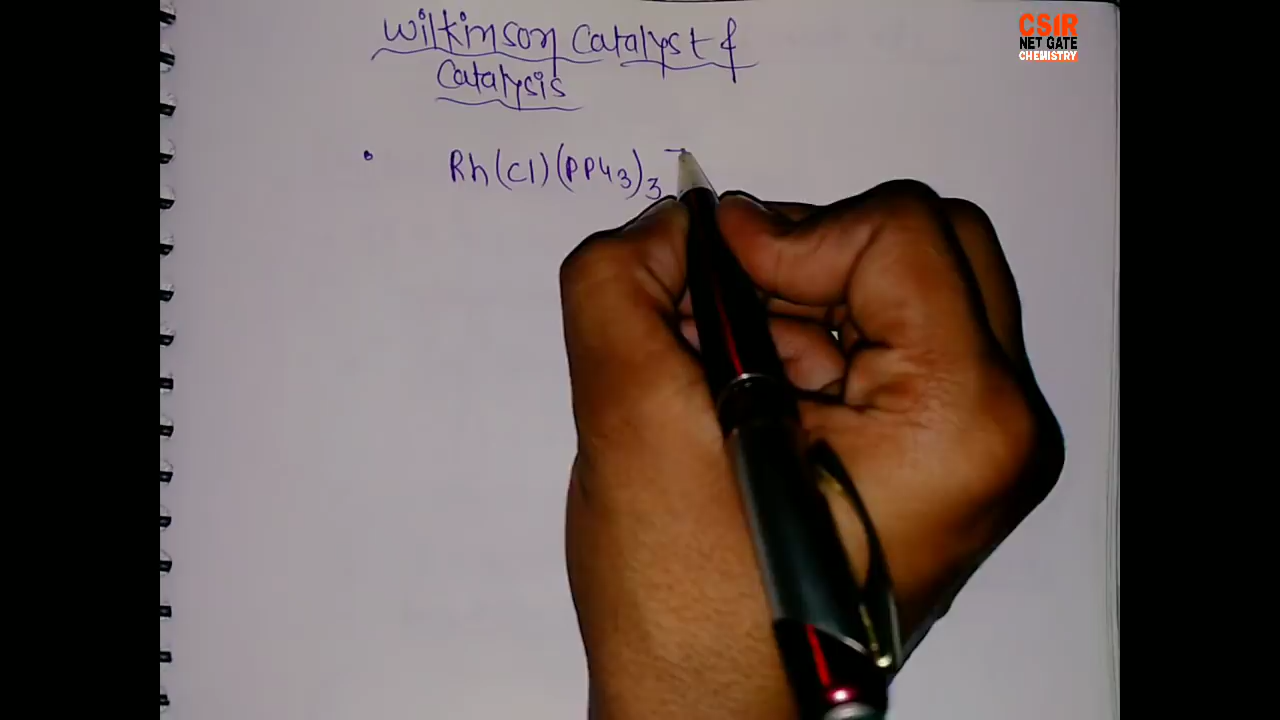 Wilkinson Catalyst &
Catalysis
• Rh(Cl)(PPh3)3
CSIR
NET GATE
CHEMISTRY